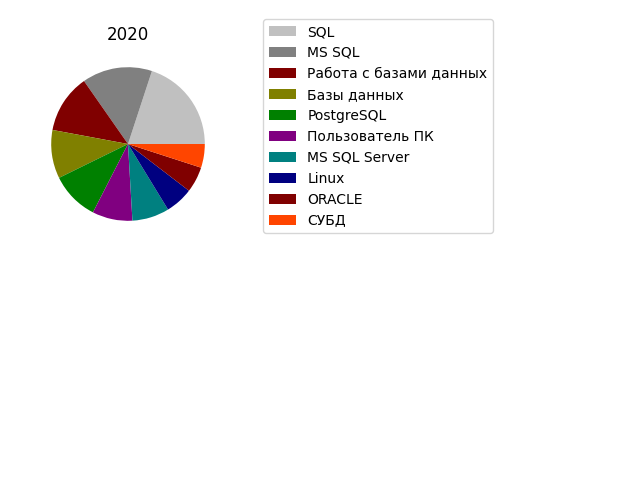 2020
SQL
MS SQL
Работа с базами данных
Базы данных
PostgreSQL
Пользователь ПК
MS SQL Server
Linux
ORACLE
СУБД